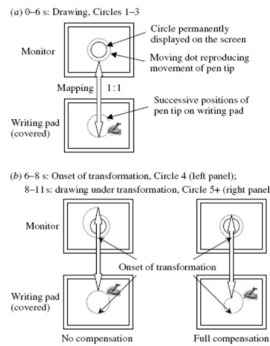 (a) 0–6 s: Drawing, Circles 1–3
Circle permanently
displayed on the screen
Monitor
Moving dot reproducing
movement of pen tip
Mapping 1:1
Successive positions of
pen tip on writing pad
Writing pad
(covered)
(b) 6–8 s: Onset of transformation, Circle 4 (left panel);
8–11s: drawing under transformation, Circle 5+ (right panel
Monitor
Onset of transformation
Writing pad
(covered)
No compensation
Full compensation